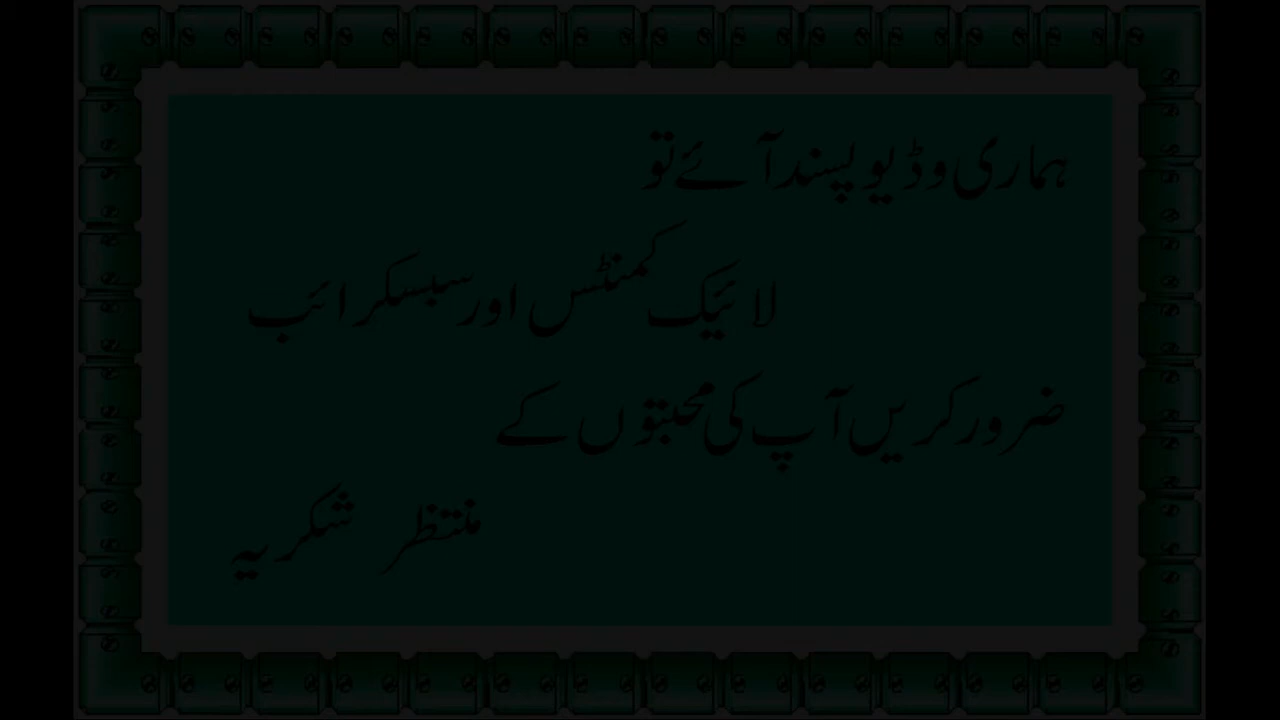 ہماری وڈیو پسند آئے تو
لائیک کمنٹس اور سبسکرائب
ضرور کریں آپ کی محبتوں کے
منتظر شکریہ